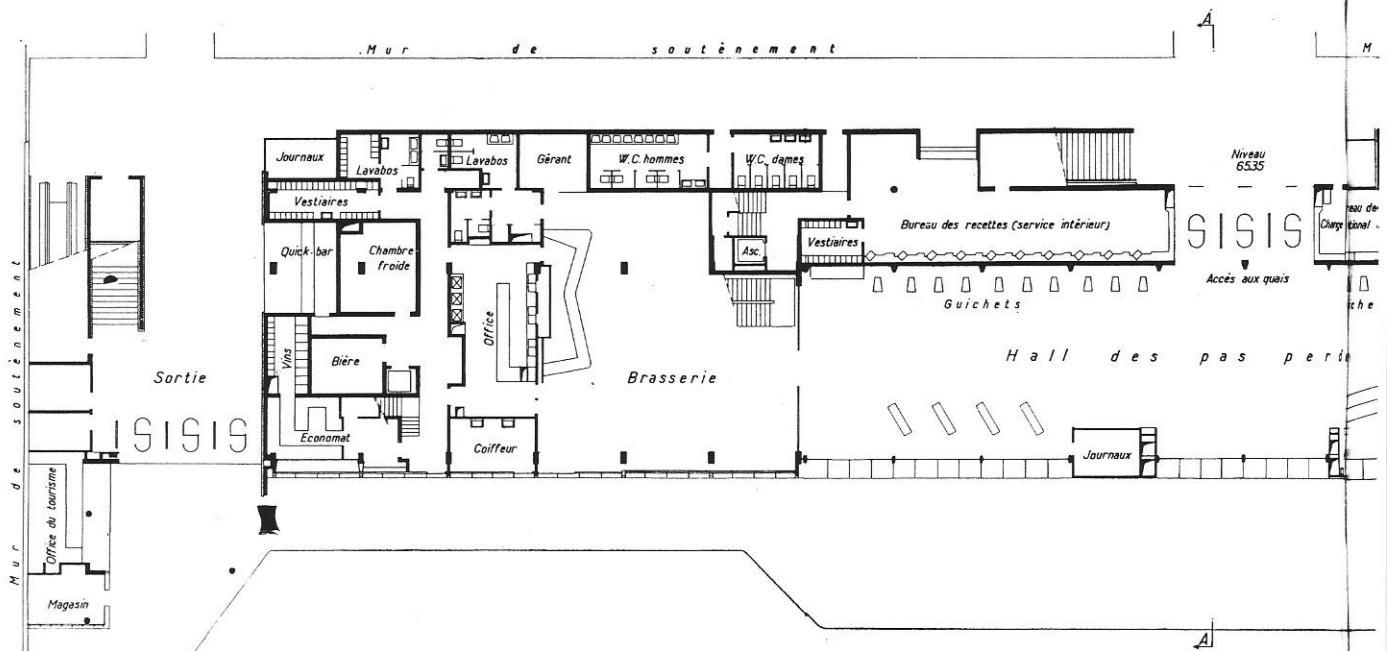 Mur de soutènement
M
A
Journaux
Lavabos
Lavabos
Gérant
W.C. hommes
W.C. dames
Niveau
6535
Vestiaires
Bureau des recettes (service intérieur)
Quick-bar
Chambre
froide
Asc.
Vestiaires
Accès aux quais
Guichets
Office
Vins
Bière
Hall des pas
Sortie
Brasserie
Economat
Coiffeur
Journaux
Mur de soutènement
Office du tourisme
Magasin
A